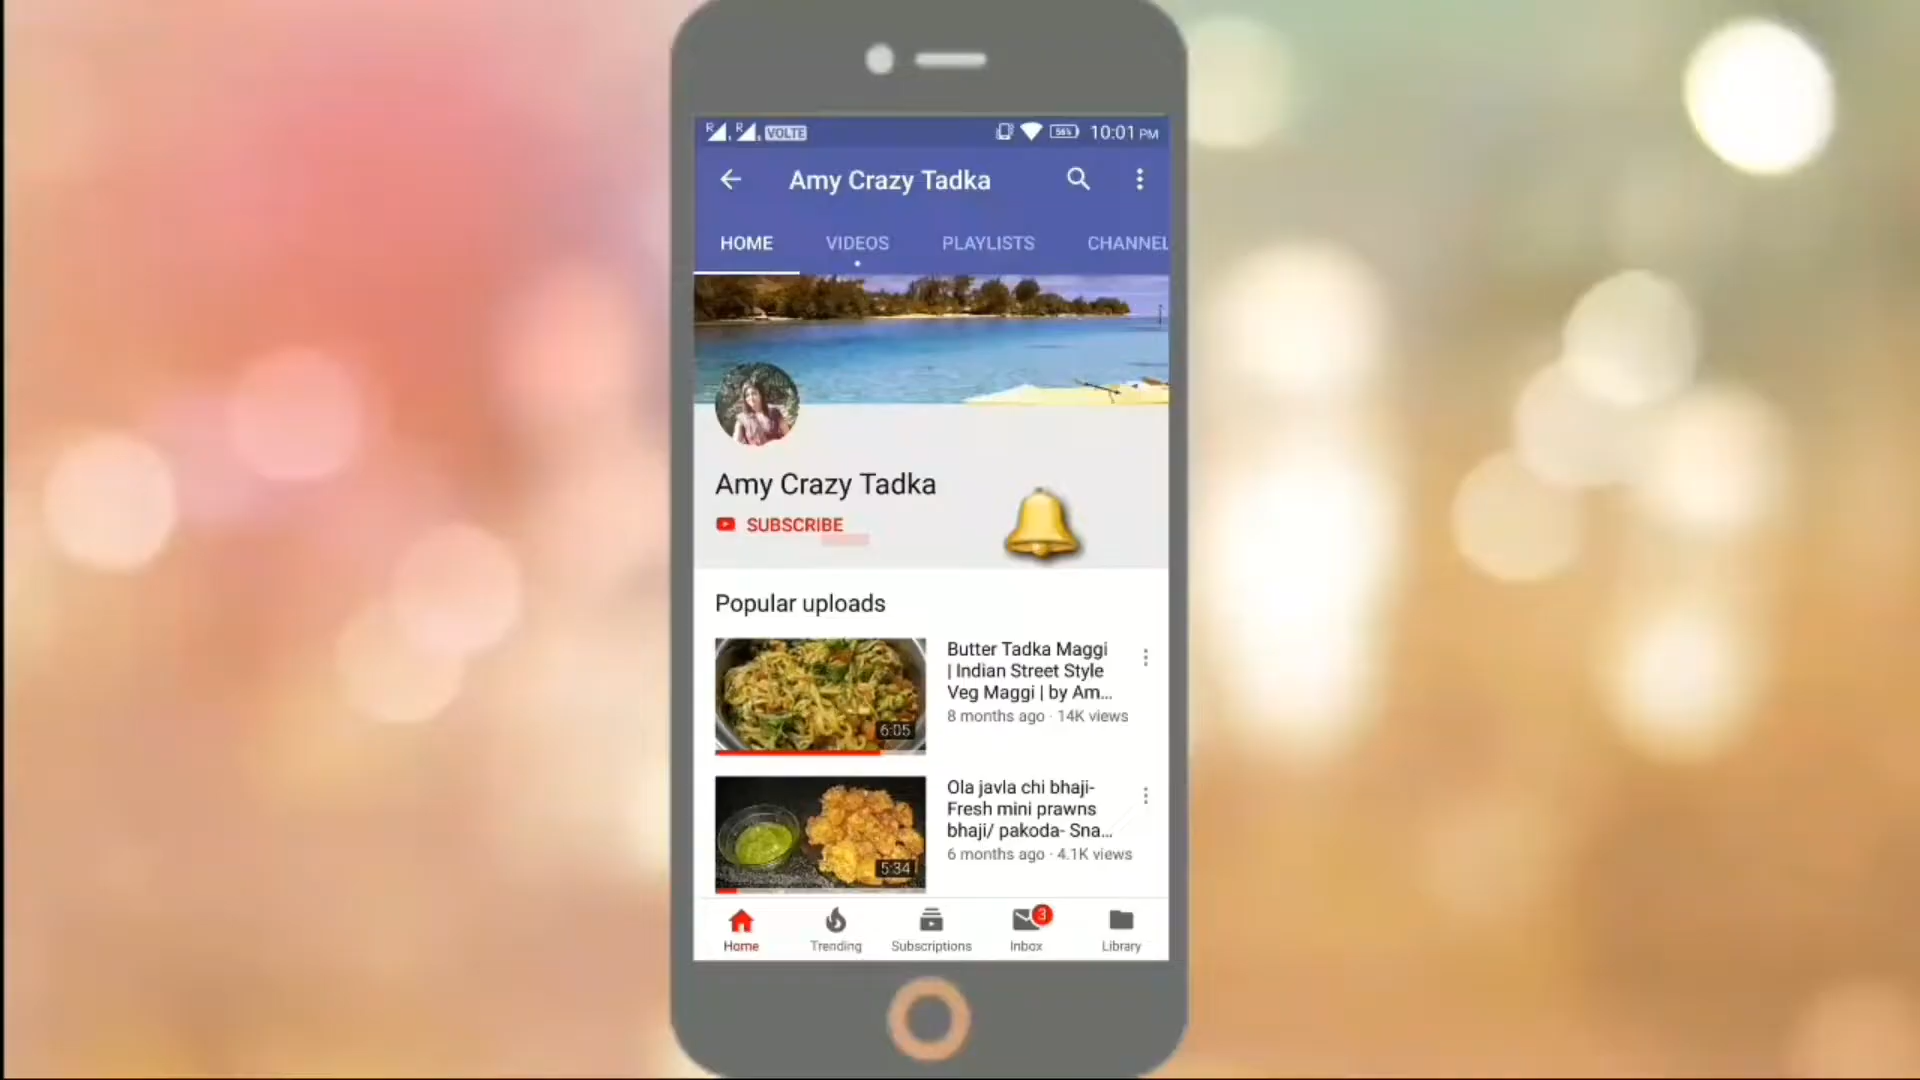 VOLTE 56% 10:01 PM
Amy Crazy Tadka
HOME VIDEOS PLAYLISTS CHANNEL
Amy Crazy Tadka
SUBSCRIBE
Popular uploads
Butter Tadka Maggi
| Indian Street Style
Veg Maggi | by Am...
8 months ago · 14K views
6:05
Ola javla chi bhaji-
Fresh mini prawns
bhaji/ pakoda- Sna...
6 months ago · 4.1K views
5:34
Home Trending Subscriptions Inbox 3 Library